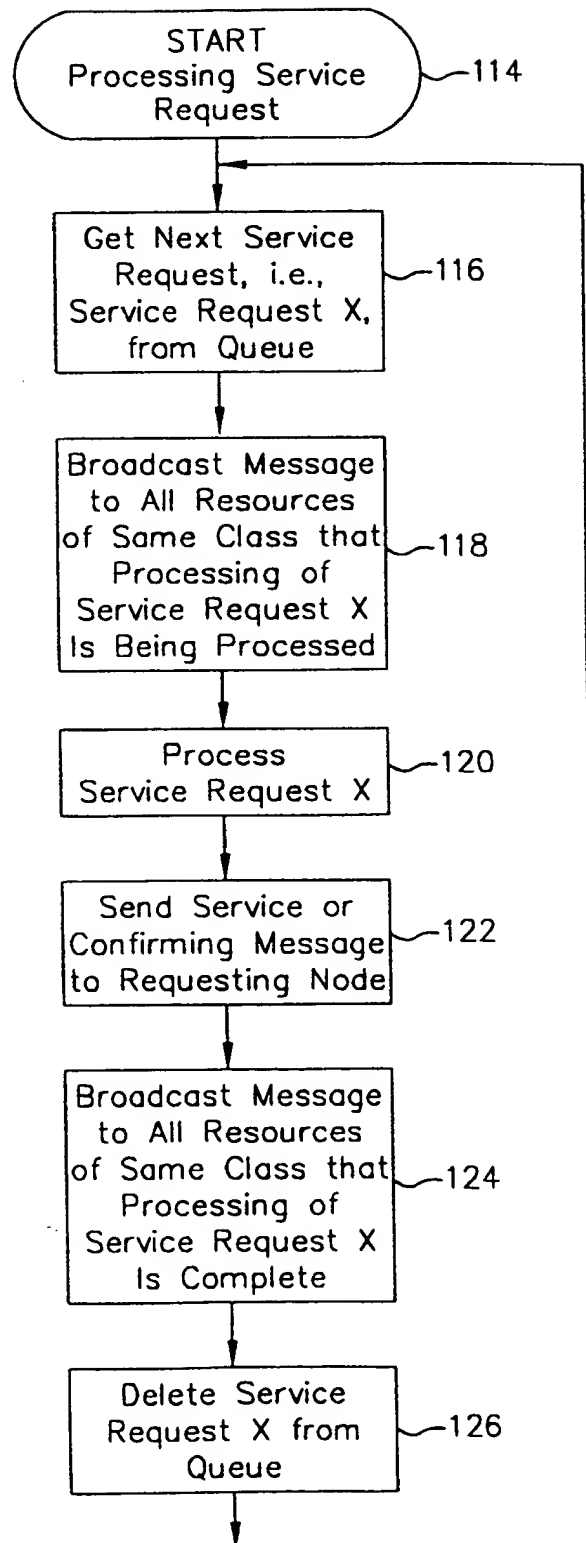 START
Processing Service
Request
114
Get Next Service
Request, i.e.,
Service Request X,
from Queue
116
Broadcast Message
to All Resources
of Same Class that
Processing of
Service Request X
Is Being Processed
118
Process
Service Request X
120
Send Service or
Confirming Message
to Requesting Node
122
Broadcast Message
to All Resources
of Same Class that
Processing of
Service Request X
Is Complete
124
Delete Service
Request X from
Queue
126